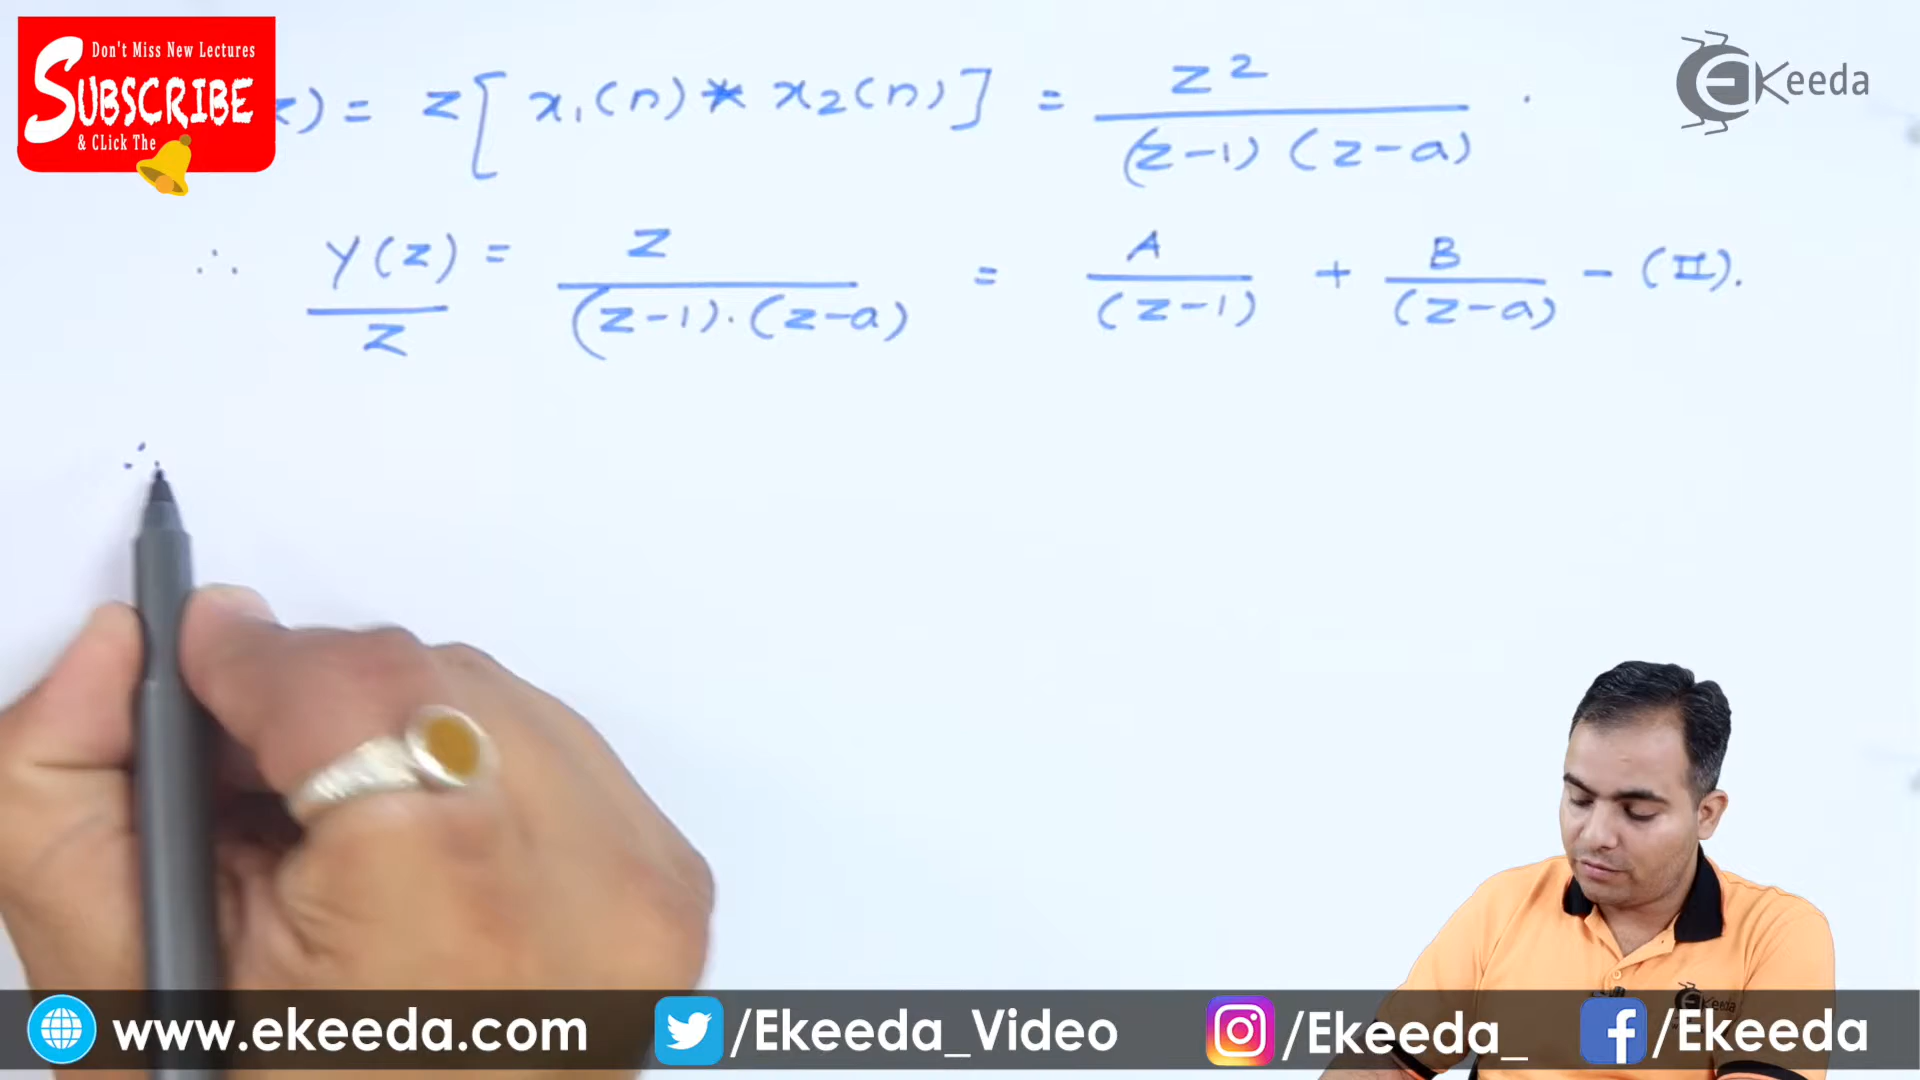 Don't Miss New Lectures
SUBSCRIBE
& CLick The
z) = z[ x₁(n) * x₂(n) ] = z² / (z-1)(z-a) .
∴ Y(z) / z = z / (z-1).(z-a) = A / (z-1) + B / (z-a) - (II).
∴
Ekeeda
Ekeeda
www.ekeeda.com /Ekeeda_Video /Ekeeda_ /Ekeeda